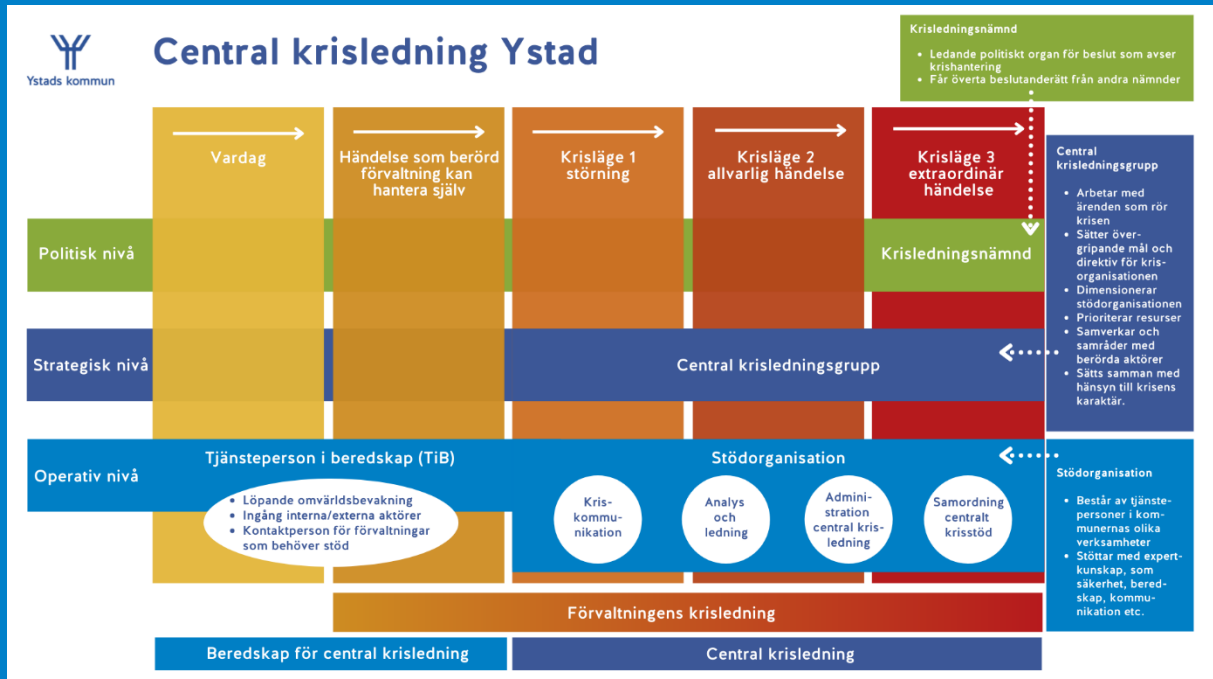 Ystads kommun
Central krisledning Ystad
Krisledningsnämnd
• Ledande politiskt organ för beslut som avser
krishantering
• Får överta beslutanderätt från andra nämnder
Vardag
Händelse som berörd
förvaltning kan
hantera själv
Krisläge 1
störning
Krisläge 2
allvarlig händelse
Krisläge 3
extraordinär
händelse
Politisk nivå
Krisledningsnämnd
Strategisk nivå
Central krisledningsgrupp
Operativ nivå
Tjänsteperson i beredskap (TiB)
• Löpande omvärldsbevakning
• Ingång interna/externa aktörer
• Kontaktperson för förvaltningar
som behöver stöd
Stödorganisation
Kris-
kommu-
nikation
Analys
och
ledning
Admini-
stration
central kris-
ledning
Samordning
centralt
krisstöd
Central
krisledningsgrupp
• Arbetar med
ärenden som rör
krisen
• Sätter över-
gripande mål och
direktiv för kris-
organisationen
• Dimensionerar
stödorganisationen
• Prioriterar resurser
• Samverkar och
samråder med
berörda aktörer
• Sätts samman med
hänsyn till krisens
karaktär.
Stödorganisation
• Består av tjänste-
personer i kom-
munernas olika
verksamheter
• Stöttar med expert-
kunskap, som
säkerhet, bered-
skap, kommu-
nikation etc.
Förvaltningens krisledning
Beredskap för central krisledning
Central krisledning